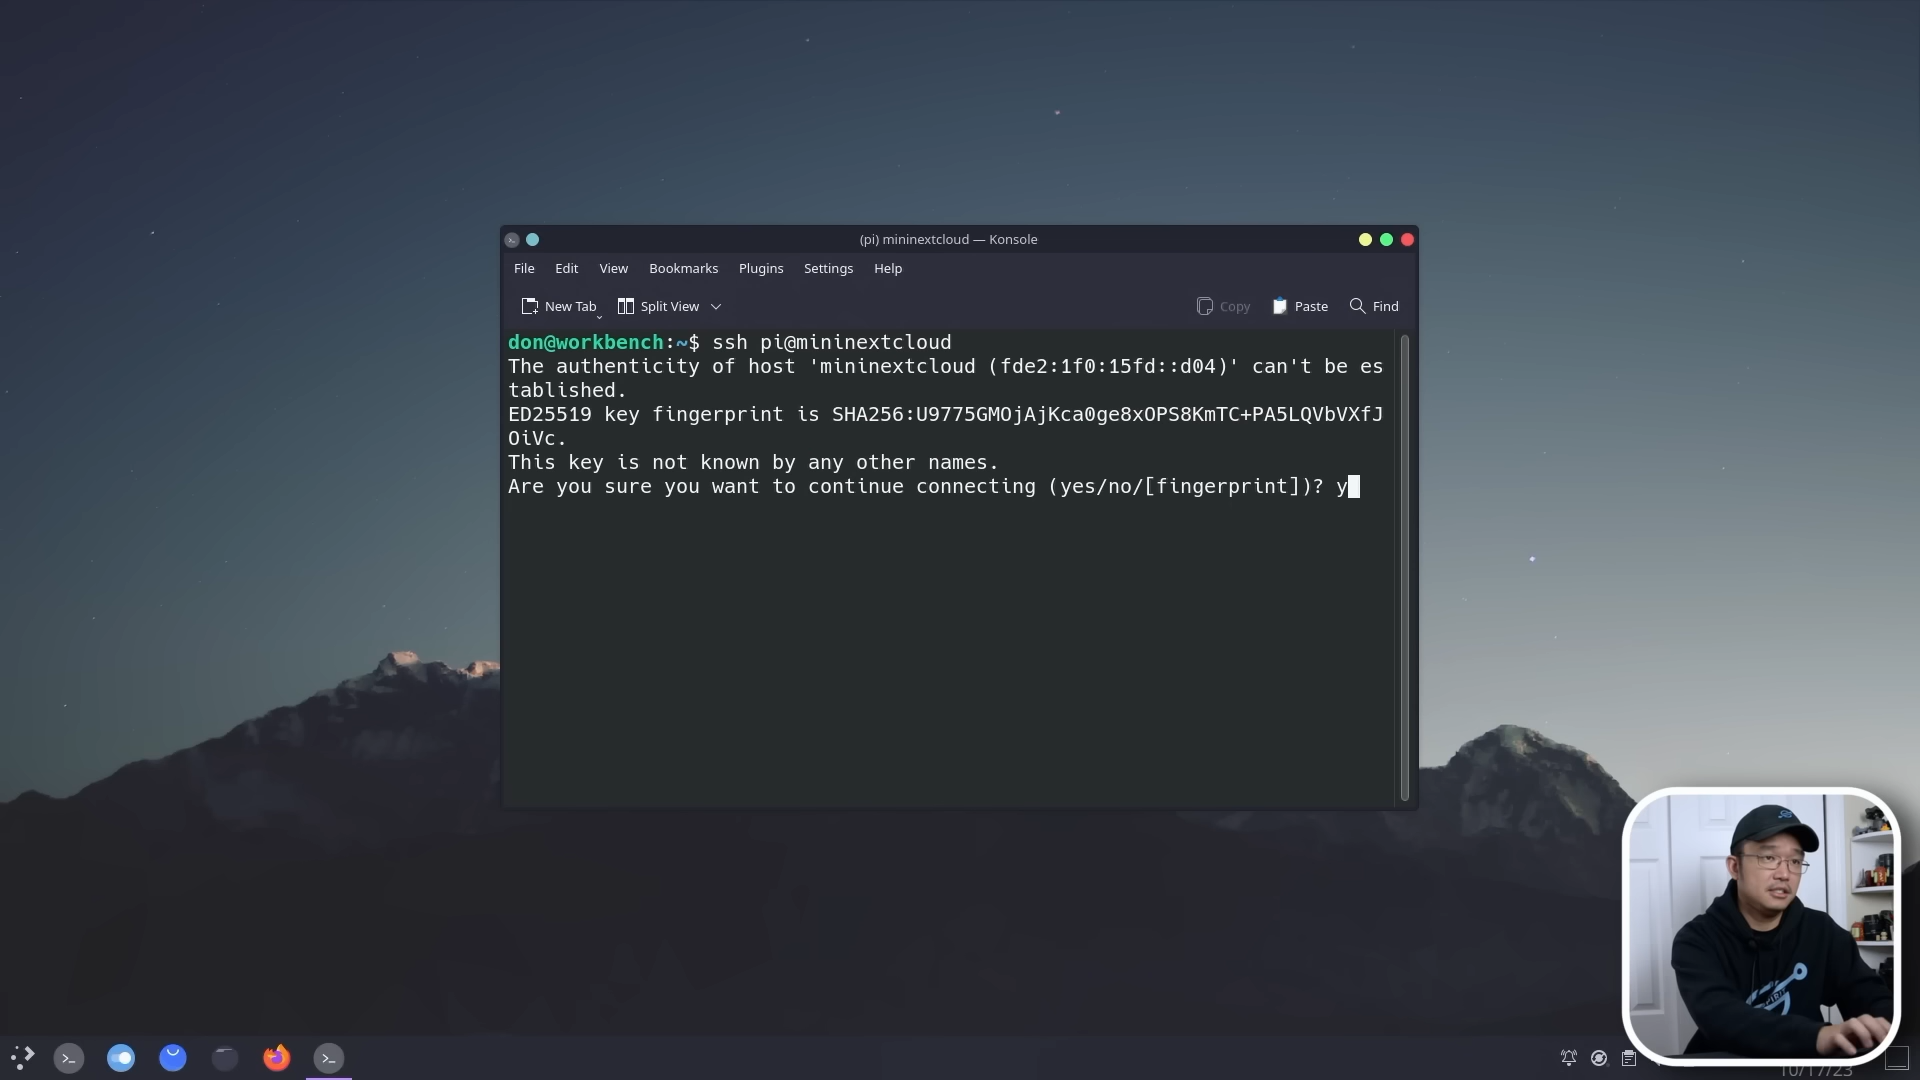 (pi) mininextcloud — Konsole
File Edit View Bookmarks Plugins Settings Help
New Tab Split View Copy Paste Find
don@workbench:~$ ssh pi@mininextcloud
The authenticity of host 'mininextcloud (fde2:1f0:15fd::d04)' can't be es
tablished.
ED25519 key fingerprint is SHA256:U9775GMOjAjKca0ge8xOPS8KmTC+PA5LQVbVXfJ
OiVc.
This key is not known by any other names.
Are you sure you want to continue connecting (yes/no/[fingerprint])? y
10/17/23